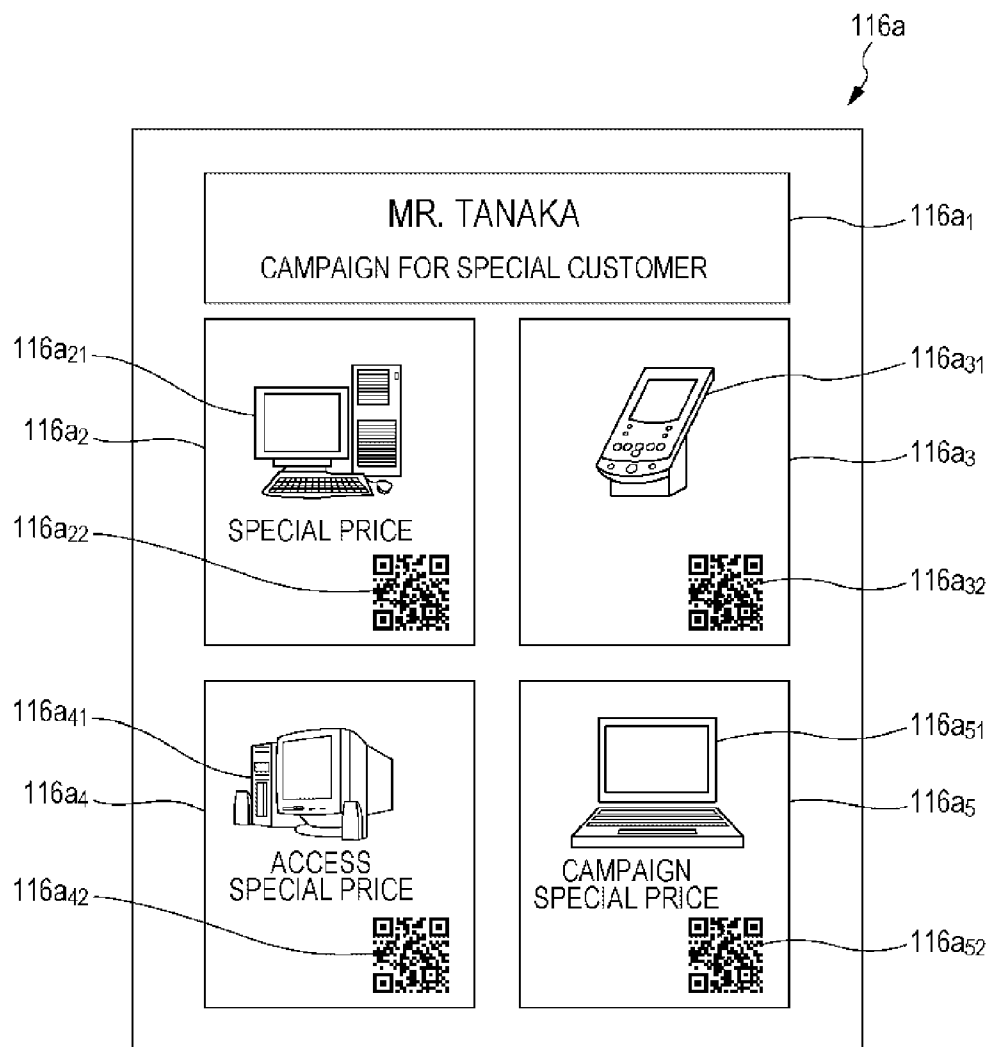 116a
MR. TANAKA
CAMPAIGN FOR SPECIAL CUSTOMER
116a1
116a21
116a2
SPECIAL PRICE
116a22
116a31
116a3
116a32
116a41
116a4
ACCESS
SPECIAL PRICE
116a42
116a51
116a5
CAMPAIGN
SPECIAL PRICE
116a52